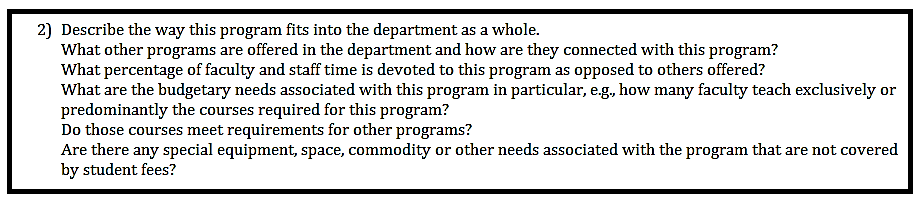 2) Describe the way this program fits into the department as a whole.
What other programs are offered in the department and how are they connected with this program?
What percentage of faculty and staff time is devoted to this program as opposed to others offered?
What are the budgetary needs associated with this program in particular, e.g., how many faculty teach exclusively or
predominantly the courses required for this program?
Do those courses meet requirements for other programs?
Are there any special equipment, space, commodity or other needs associated with the program that are not covered
by student fees?